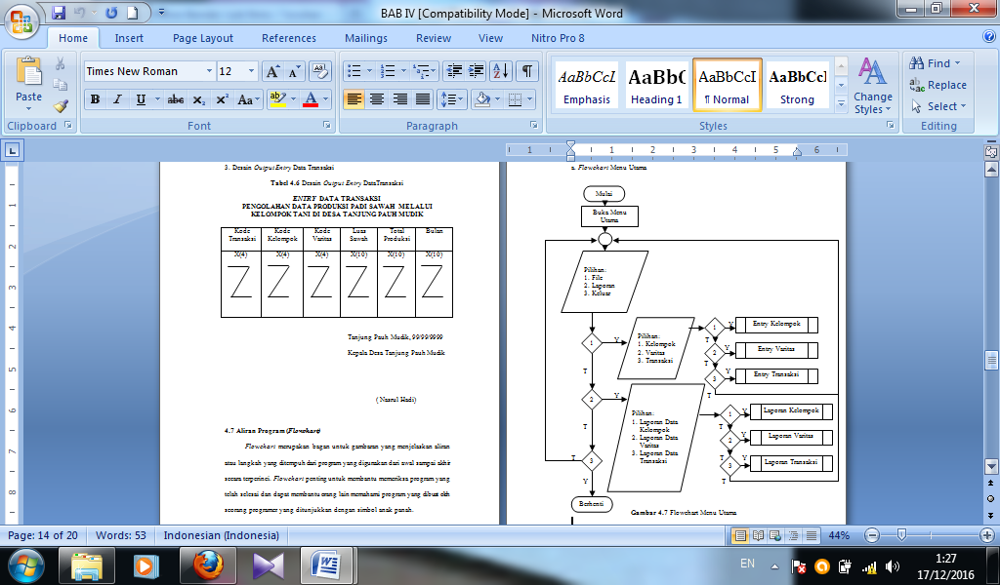 BAB IV [Compatibility Mode] - Microsoft Word
Home Insert Page Layout References Mailings Review View Nitro Pro 8
Paste
Clipboard
Times New Roman 12
B I U abc X₂ X² Aa
Font
Paragraph
AaBbCcL AaBbC AaBbCcI AaBbCc
Emphasis Heading 1 ¶ Normal Strong
Change Styles
Styles
Find
Replace
Select
Editing
3. Desain Output Entry Data Transaksi
Tabel 4.6 Desain Output Entry DataTransaksi
ENTRY DATA TRANSAKSI
PENGOLAHAN DATA PRODUKSI PADI SAWAH MELALUI
KELOMPOK TANI DI DESA TANJUNG PAUH MUDIK
Kode Transaksi Kode Kelompok Kode Varitas Luas Sawah Total Produksi Bulan
X(4) X(4) X(4) X(10) X(10) X(10)
Tanjung Pauh Mudik, 99/99/9999
Kepala Desa Tanjung Pauh Mudik
( Nasrul Hadi)
4.7 Aliran Program (Flowchart)
Flowchart merupakan bagan untuk gambaran yang menjelaskan aliran
atau langkah yang ditempuh dari program yang digunakan dari awal sampai akhir
secara terperinci. Flowchart penting untuk membantu memeriksa program yang
telah selesai dan dapat membantu orang lain memahami program yang dibuat oleh
seorang programer yang ditunjukkan dengan simbol anak panah.
a. Flowchart Menu Utama
Mulai
Buka Menu
Utama
Pilihan:
1. File
2. Laporan
3. Keluar
1 Y
T
Pilihan:
1. Kelompok
2. Varitas
3. Transaksi
1 Y Entry Kelompok
T
2 Y Entry Varitas
T
3 Y Entry Transaksi
T
2 Y
T
Pilihan:
1. Laporan Data
Kelompok
2. Laporan Data
Varitas
3. Laporan Data
Transaksi
1 Y Laporan Kelompok
T
2 Y Laporan Varitas
T
3 Y Laporan Transaksi
T
T 3
Y
Berhenti
Gambar 4.7 Flowchart Menu Utama
Page: 14 of 20 Words: 53 Indonesian (Indonesia) 44%
EN
1:27
17/12/2016